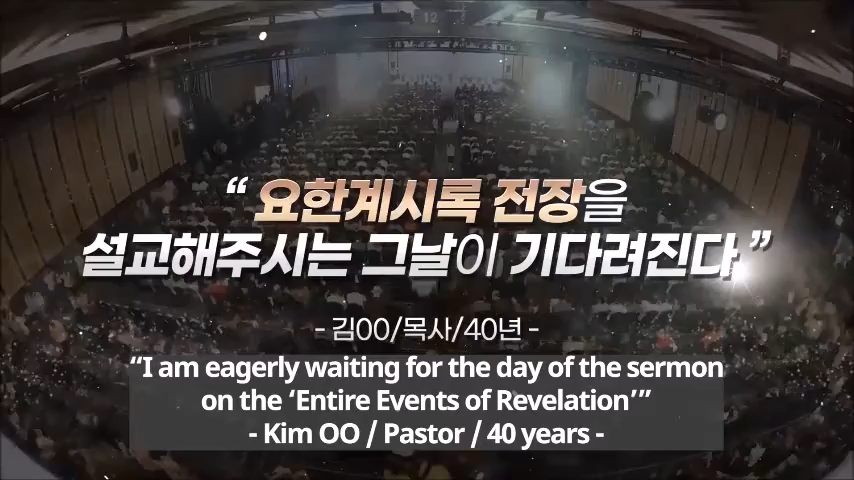 “ 요한계시록 전장을
설교해주시는 그날이 기다려진다.”
- 김OO/목사/40년 -
“I am eagerly waiting for the day of the sermon
on the ‘Entire Events of Revelation’”
- Kim OO / Pastor / 40 years -